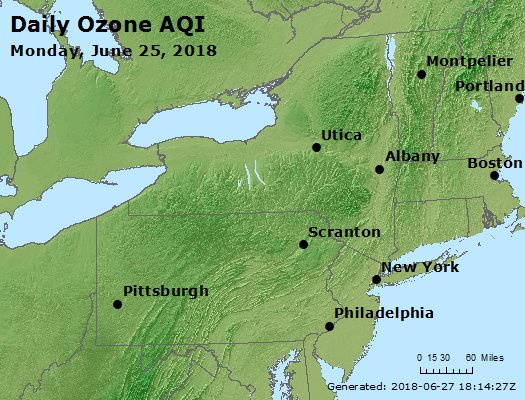 Daily Ozone AQI
Monday, June 25, 2018
Montpelier
Portland
Utica
Albany
Boston
Scranton
New York
Pittsburgh
Philadelphia
0 15 30 60 Miles
Generated: 2018-06-27 18:14:27Z